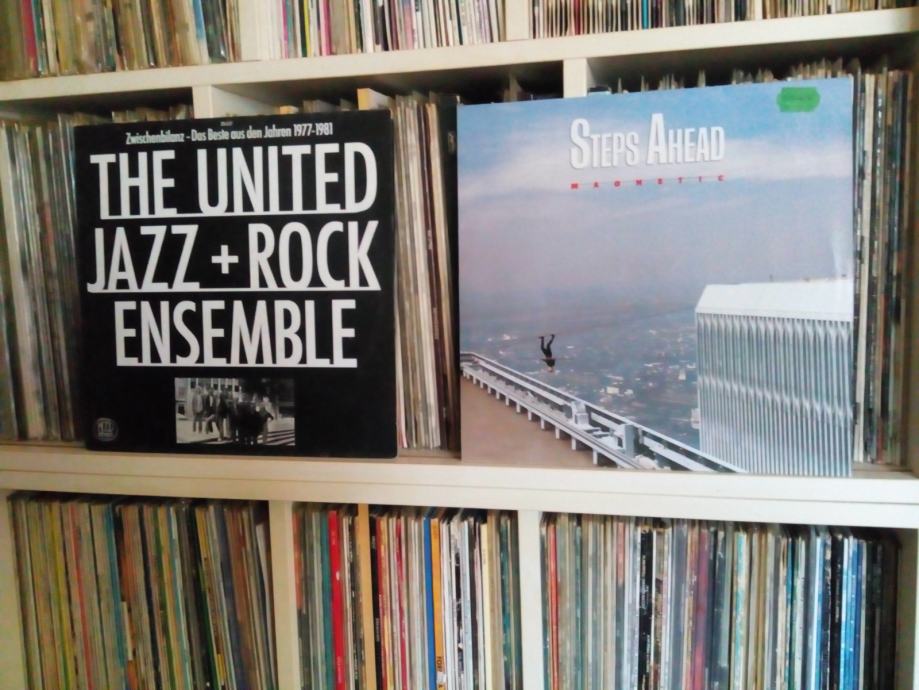 Zwischenbilanz - Das Beste aus den Jahren 1977-1981
THE UNITED
JAZZ + ROCK
ENSEMBLE
STEPS AHEAD
MAGNETIC